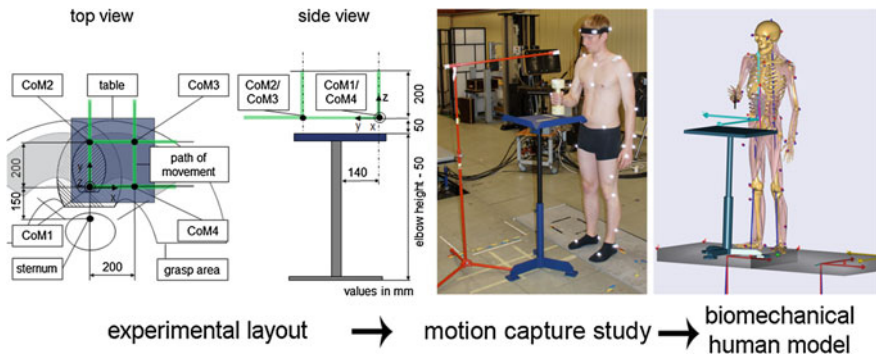 top view
side view
CoM2
table
CoM3
CoM2/
CoM3
CoM1/
CoM4
z
y
x
200
50
200
150
y
z
x
path of
movement
140
elbow height - 50
CoM1
CoM4
sternum
200
grasp area
values in mm
experimental layout
motion capture study
biomechanical
human model